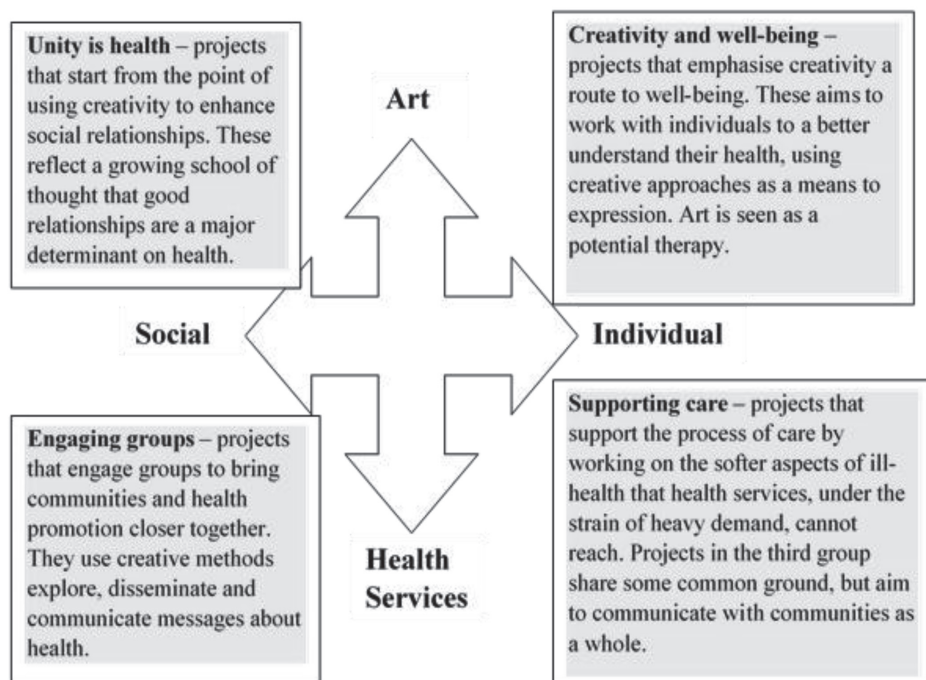 Unity is health – projects
that start from the point of
using creativity to enhance
social relationships. These
reflect a growing school of
thought that good
relationships are a major
determinant on health.
Art
Creativity and well-being –
projects that emphasise creativity a
route to well-being. These aims to
work with individuals to a better
understand their health, using
creative approaches as a means to
expression. Art is seen as a
potential therapy.
Social
Individual
Engaging groups – projects
that engage groups to bring
communities and health
promotion closer together.
They use creative methods
explore, disseminate and
communicate messages about
health.
Health
Services
Supporting care – projects that
support the process of care by
working on the softer aspects of ill-
health that health services, under the
strain of heavy demand, cannot
reach. Projects in the third group
share some common ground, but aim
to communicate with communities as
a whole.